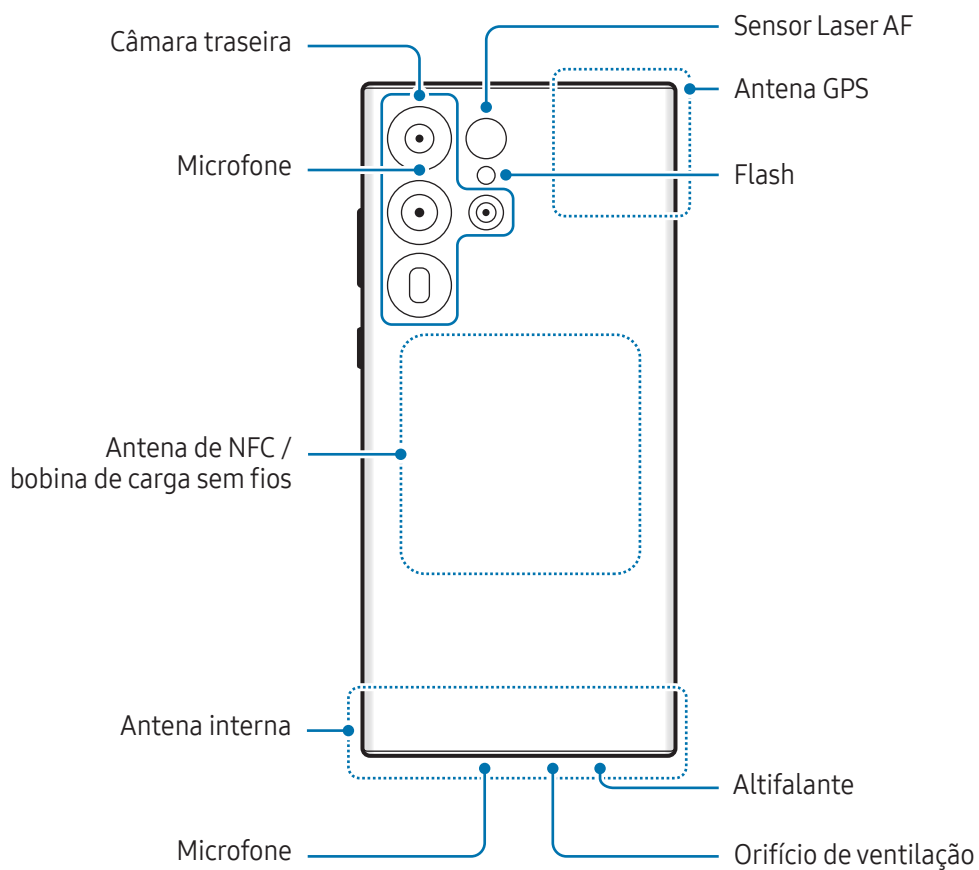 Câmara traseira
Sensor Laser AF
Antena GPS
Microfone
Flash
Antena de NFC /
bobina de carga sem fios
Antena interna
Altifalante
Microfone
Orifício de ventilação